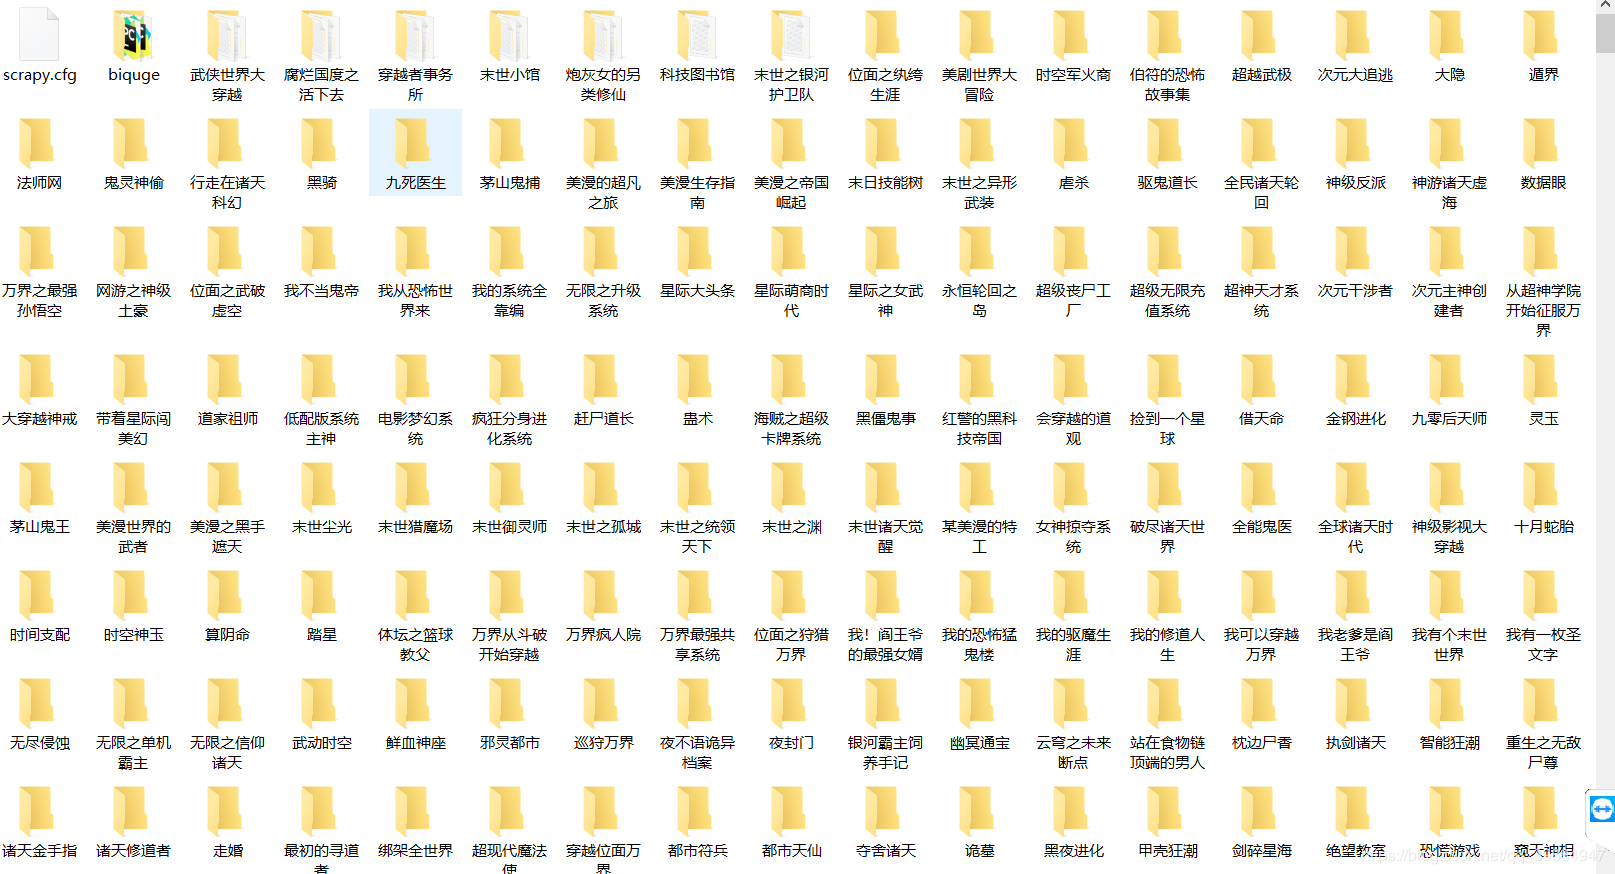 scrapy.cfg biquge 武侠世界大 腐烂国度之 穿越者事务 末世小馆 炮灰女的另 科技图书馆 末世之银河 位面之纨绔 美剧世界大 时空军火商 伯符的恐怖 超越武极 次元大追逃 大隐 遁界
穿越 活下去 所 类修仙 护卫队 生涯 冒险 故事集
法师网 鬼灵神偷 行走在诸天 黑骑 九死医生 茅山鬼捕 美漫的超凡 美漫生存指 美漫之帝国 末日技能树 末世之异形 虐杀 驱鬼道长 全民诸天轮 神级反派 神游诸天虚 数据眼
科幻 之旅 南 崛起 武装 回 海
万界之最强 网游之神级 位面之武破 我不当鬼帝 我从恐怖世 我的系统全 无限之升级 星际大头条 星际萌商时 星际之女武 永恒轮回之 超级丧尸工 超级无限充 超神天才系 次元干涉者 次元主神创 从超神学院
孙悟空 土豪 虚空 界来 靠编 系统 代 神 岛 厂 值系统 统 建者 开始征服万
界
大穿越神戒 带着星际闯 道家祖师 低配版系统 电影梦幻系 疯狂分身进 赶尸道长 蛊术 海贼之超级 黑僵鬼事 红警的黑科 会穿越的道 捡到一个星 借天命 金钢进化 九零后天师 灵玉
美幻 主神 统 化系统 卡牌系统 技帝国 观 球
茅山鬼王 美漫世界的 美漫之黑手 末世尘光 末世猎魔场 末世御灵师 末世之孤城 末世之统领 末世之渊 末世诸天觉 某美漫的特 女神掠夺系 破尽诸天世 全能鬼医 全球诸天时 神级影视大 十月蛇胎
武者 遮天 天下 醒 工 统 界 代 穿越
时间支配 时空神玉 算阴命 踏星 体坛之篮球 万界从斗破 万界疯人院 万界最强共 位面之狩猎 我！阎王爷 我的恐怖猛 我的驱魔生 我的修道人 我可以穿越 我老爹是阎 我有个末世 我有一枚圣
教父 开始穿越 享系统 万界 的最强女婿 鬼楼 涯 生 万界 王爷 世界 文字
无尽侵蚀 无限之单机 无限之信仰 武动时空 鲜血神座 邪灵都市 巡狩万界 夜不语诡异 夜封门 银河霸主饲 幽冥通宝 云穹之未来 站在食物链 枕边尸香 执剑诸天 智能狂潮 重生之无敌
霸主 诸天 档案 养手记 断点 顶端的男人 尸尊
诸天金手指 诸天修道者 走婚 最初的寻道 绑架全世界 超现代魔法 穿越位面万 都市符兵 都市天仙 夺舍诸天 诡墓 黑夜进化 甲壳狂潮 剑碎星海 绝望教室 恐慌游戏 窥天神相
者 使 界